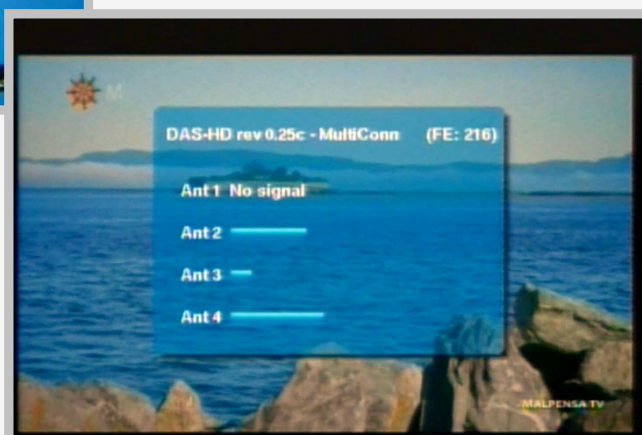 M
DAS-HD rev 0.25c - MultiConn (FE: 216)
Ant 1 No signal
Ant 2
Ant 3
Ant 4
MALPENSA TV